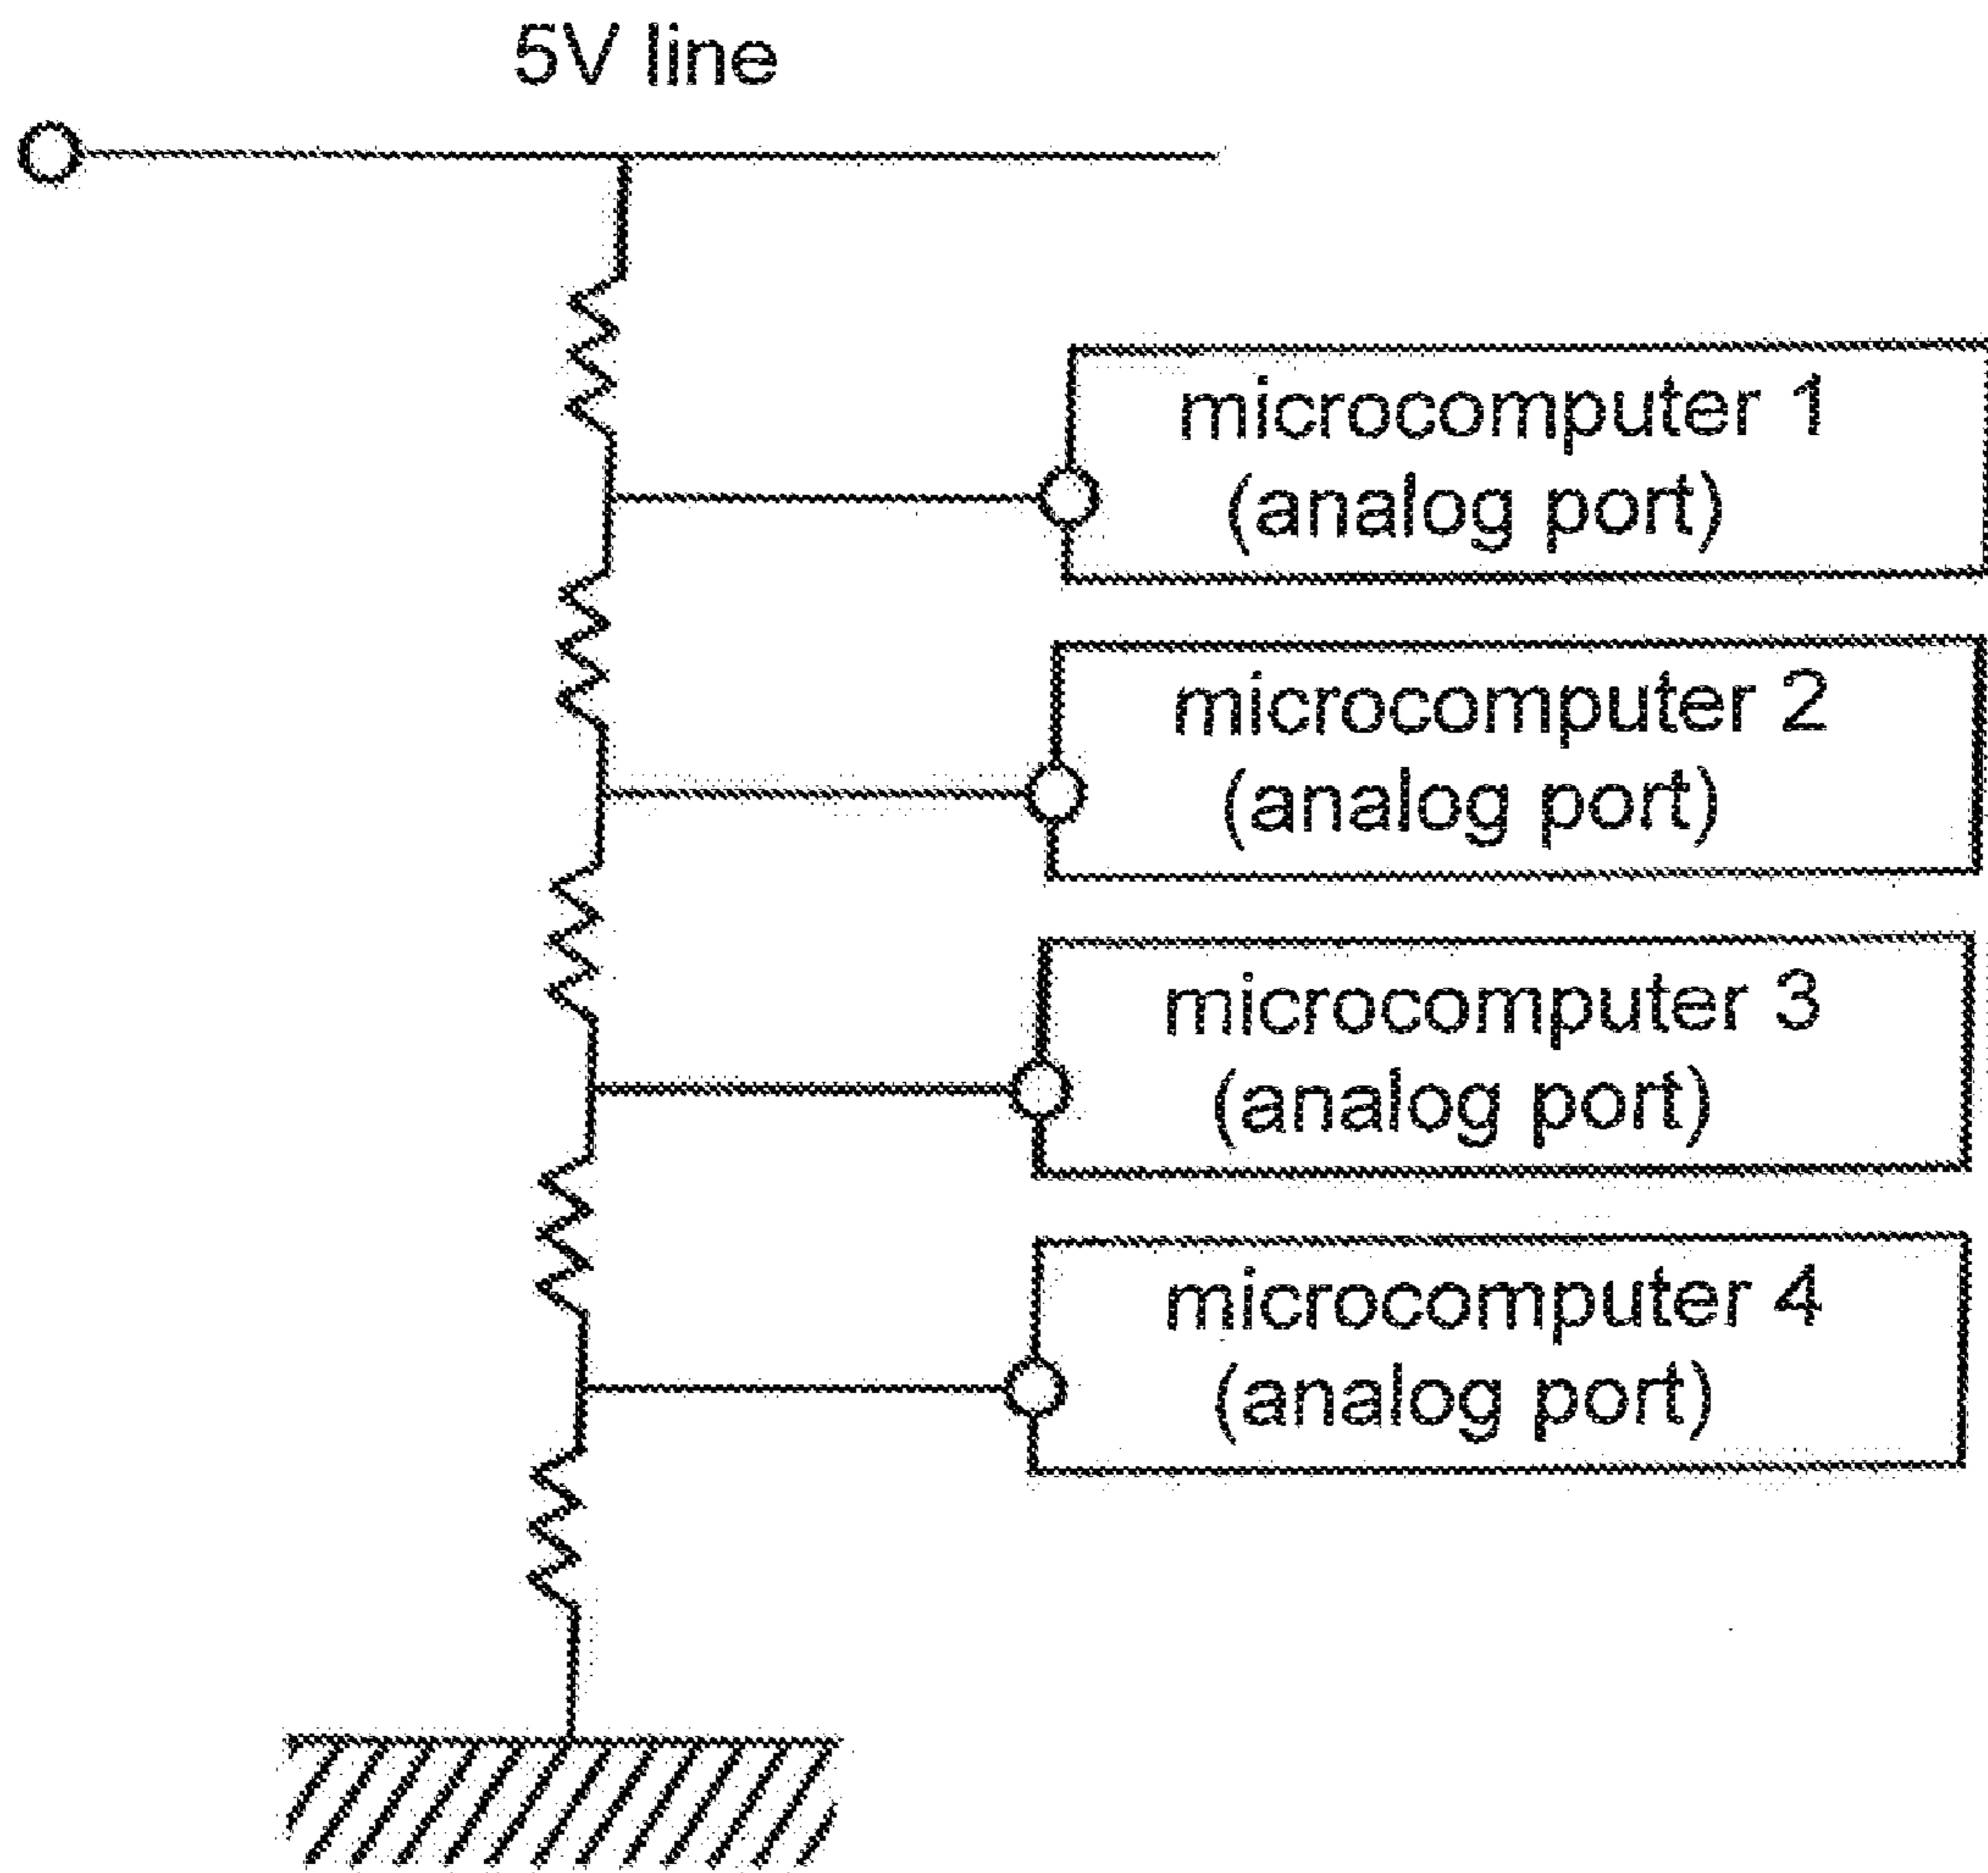 5V line
microcomputer 1
(analog port)
microcomputer 2
(analog port)
microcomputer 3
(analog port)
microcomputer 4
(analog port)